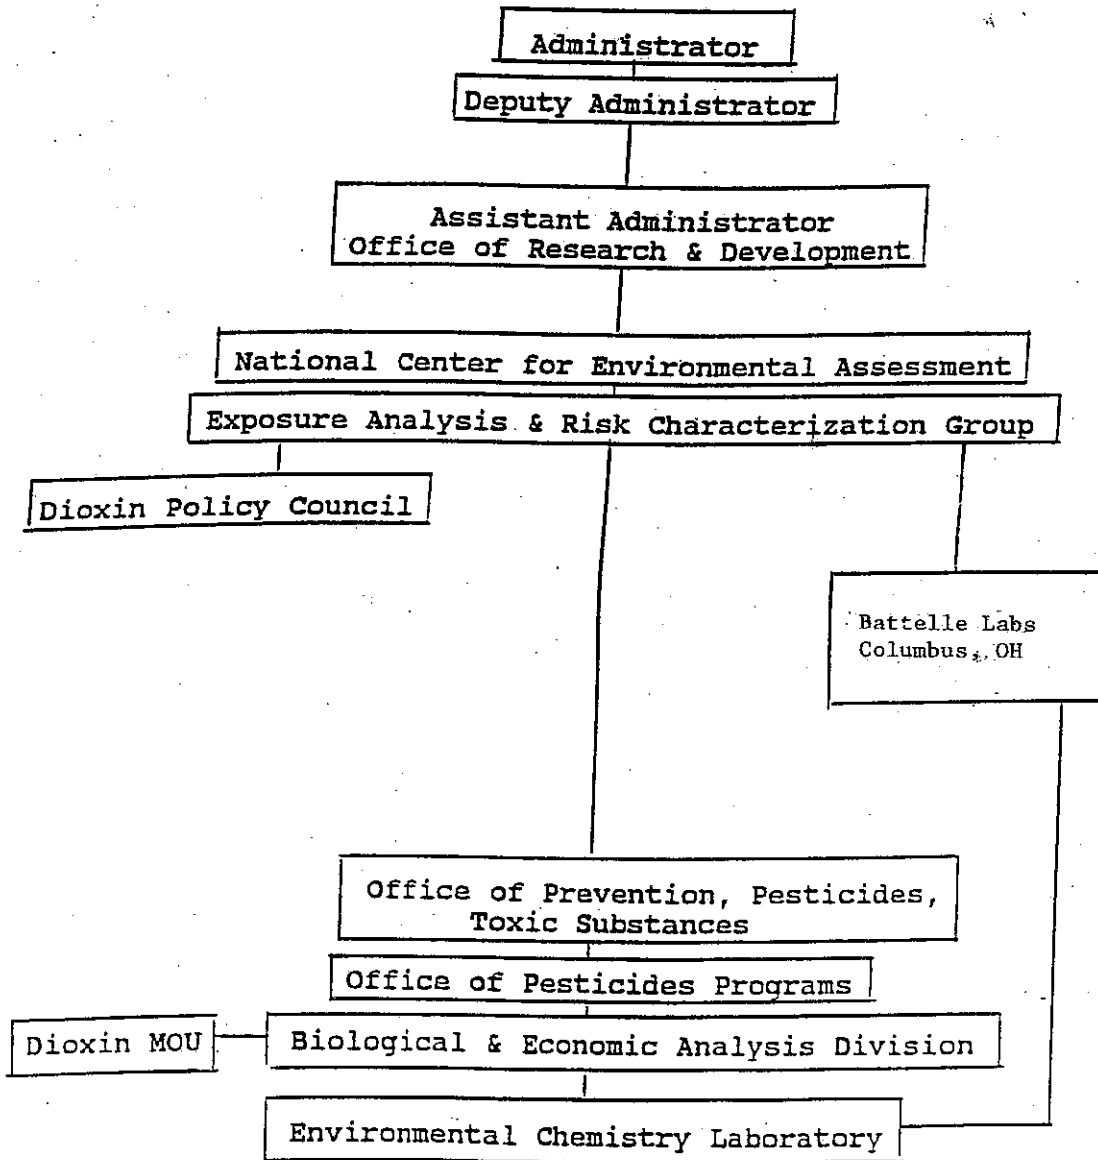 Administrator
Deputy Administrator
Assistant Administrator
Office of Research & Development
National Center for Environmental Assessment
Exposure Analysis & Risk Characterization Group
Dioxin Policy Council
Battelle Labs
Columbus, OH
Office of Prevention, Pesticides,
Toxic Substances
Office of Pesticides Programs
Dioxin MOU
Biological & Economic Analysis Division
Environmental Chemistry Laboratory